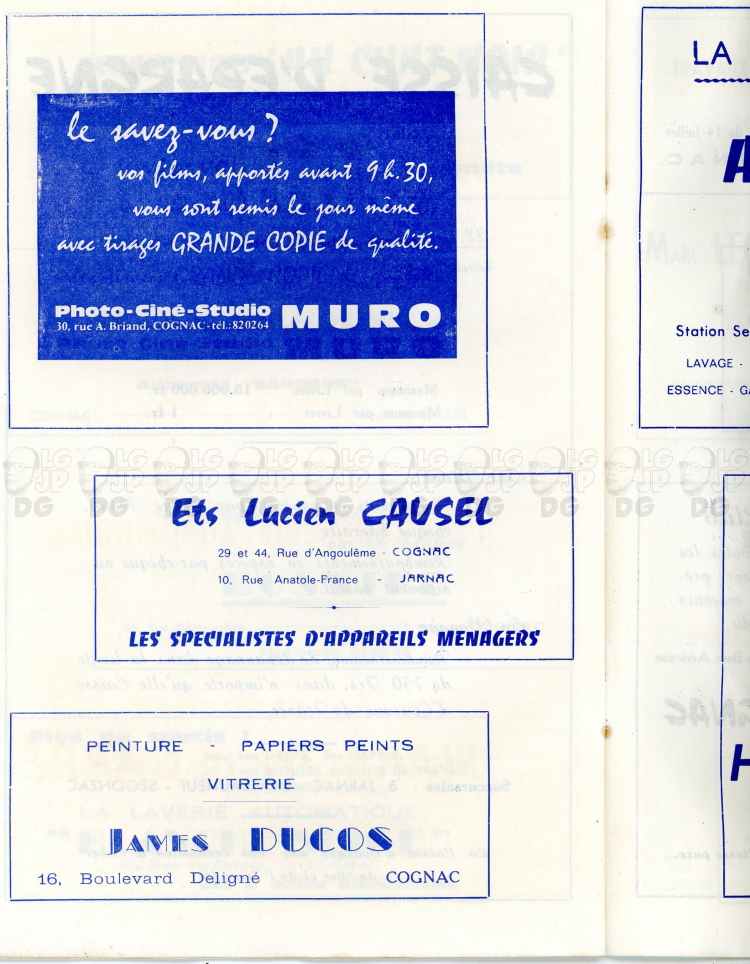 le savez-vous ?
vos films, apportés avant 9 h. 30,
vous sont remis le jour même
avec tirages GRANDE COPIE de qualité.
Photo-Ciné-Studio MURO
30, rue A. Briand, COGNAC - tél.: 820264
Ets Lucien CAUSEL
29 et 44, Rue d'Angoulême - COGNAC
10, Rue Anatole-France - JARNAC
LES SPECIALISTES D'APPAREILS MENAGERS
PEINTURE - PAPIERS PEINTS
VITRERIE
JAMES DUCOS
16, Boulevard Deligné COGNAC
LA
A
Station Se
LAVAGE -
ESSENCE - GA
H
LG JP DG